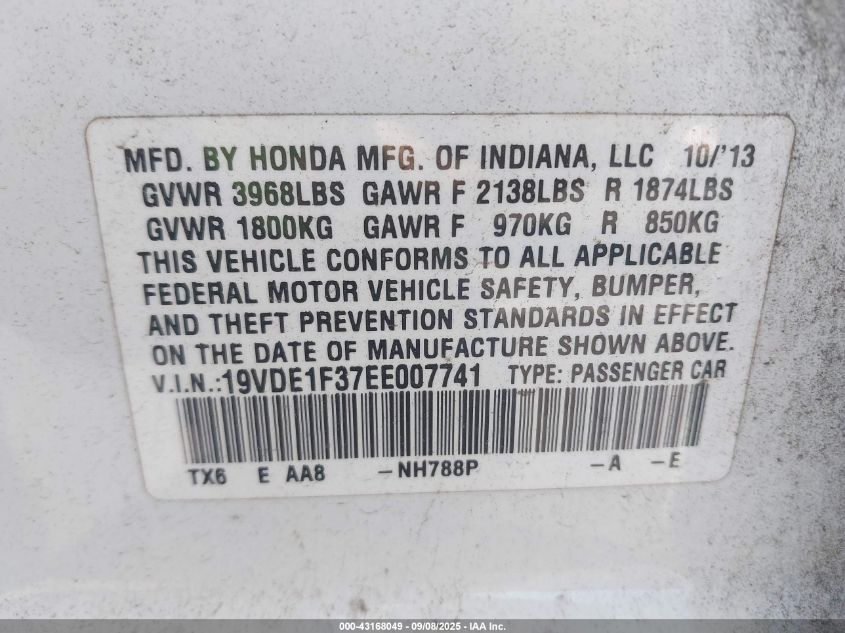 MFD. BY HONDA MFG. OF INDIANA, LLC 10/'13
GVWR 3968LBS GAWR F 2138LBS R 1874LBS
GVWR 1800KG GAWR F 970KG R 850KG
THIS VEHICLE CONFORMS TO ALL APPLICABLE
FEDERAL MOTOR VEHICLE SAFETY, BUMPER,
AND THEFT PREVENTION STANDARDS IN EFFECT
ON THE DATE OF MANUFACTURE SHOWN ABOVE.
V.I.N.:19VDE1F37EE007741 TYPE: PASSENGER CAR
TX6 E AA8 –NH788P –A –E
000-43168049 - 09/08/2025 - IAA Inc.